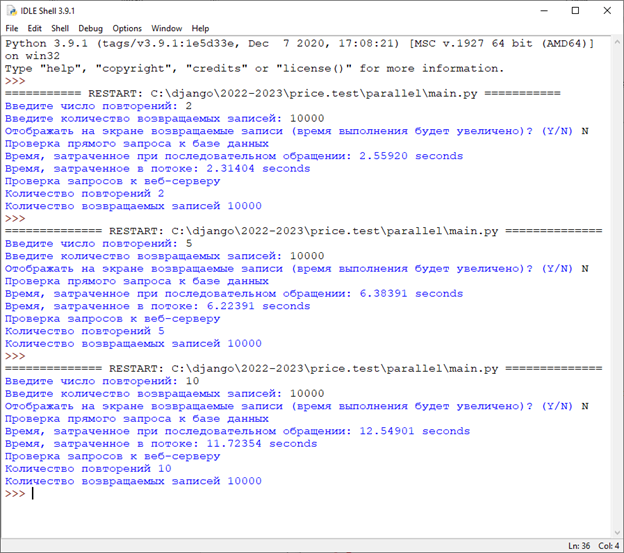 IDLE Shell 3.9.1
File Edit Shell Debug Options Window Help
Python 3.9.1 (tags/v3.9.1:1e5d33e, Dec  7 2020, 17:08:21) [MSC v.1927 64 bit (AMD64)]
on win32
Type "help", "copyright", "credits" or "license()" for more information.
>>>
=========== RESTART: C:\django\2022-2023\price.test\parallel\main.py ===========
Введите число повторений: 2
Введите количество возвращаемых записей: 10000
Отображать на экране возвращаемые записи (время выполнения будет увеличено)? (Y/N) N
Проверка прямого запроса к базе данных
Время, затраченное при последовательном обращении: 2.55920 seconds
Время, затраченное в потоке: 2.31404 seconds
Проверка запросов к веб-серверу
Количество повторений 2
Количество возвращаемых записей 10000
>>>
============== RESTART: C:\django\2022-2023\price.test\parallel\main.py ==============
Введите число повторений: 5
Введите количество возвращаемых записей: 10000
Отображать на экране возвращаемые записи (время выполнения будет увеличено)? (Y/N) N
Проверка прямого запроса к базе данных
Время, затраченное при последовательном обращении: 6.38391 seconds
Время, затраченное в потоке: 6.22391 seconds
Проверка запросов к веб-серверу
Количество повторений 5
Количество возвращаемых записей 10000
>>>
============== RESTART: C:\django\2022-2023\price.test\parallel\main.py ==============
Введите число повторений: 10
Введите количество возвращаемых записей: 10000
Отображать на экране возвращаемые записи (время выполнения будет увеличено)? (Y/N) N
Проверка прямого запроса к базе данных
Время, затраченное при последовательном обращении: 12.54901 seconds
Время, затраченное в потоке: 11.72354 seconds
Проверка запросов к веб-серверу
Количество повторений 10
Количество возвращаемых записей 10000
>>>
Ln: 36 Col: 4